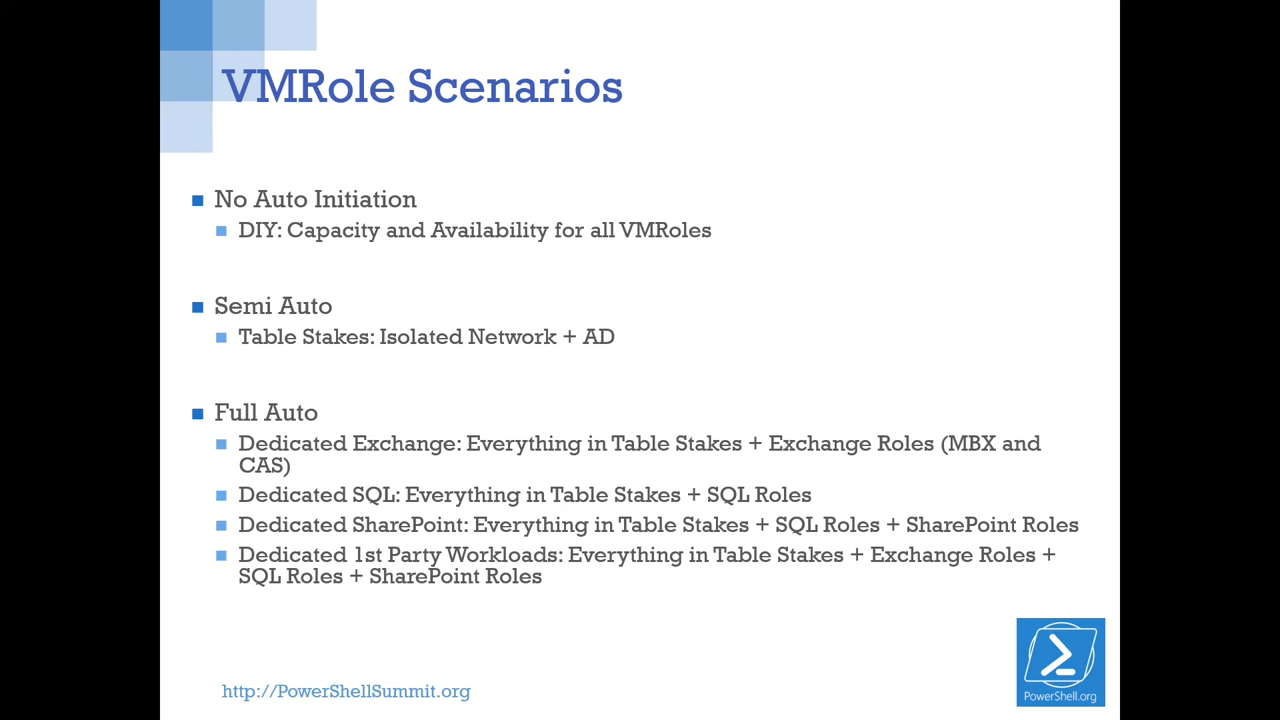 VMRole Scenarios
No Auto Initiation
DIY: Capacity and Availability for all VMRoles
Semi Auto
Table Stakes: Isolated Network + AD
Full Auto
Dedicated Exchange: Everything in Table Stakes + Exchange Roles (MBX and
CAS)
Dedicated SQL: Everything in Table Stakes + SQL Roles
Dedicated SharePoint: Everything in Table Stakes + SQL Roles + SharePoint Roles
Dedicated 1st Party Workloads: Everything in Table Stakes + Exchange Roles +
SQL Roles + SharePoint Roles
http://PowerShellSummit.org
PowerShell.org